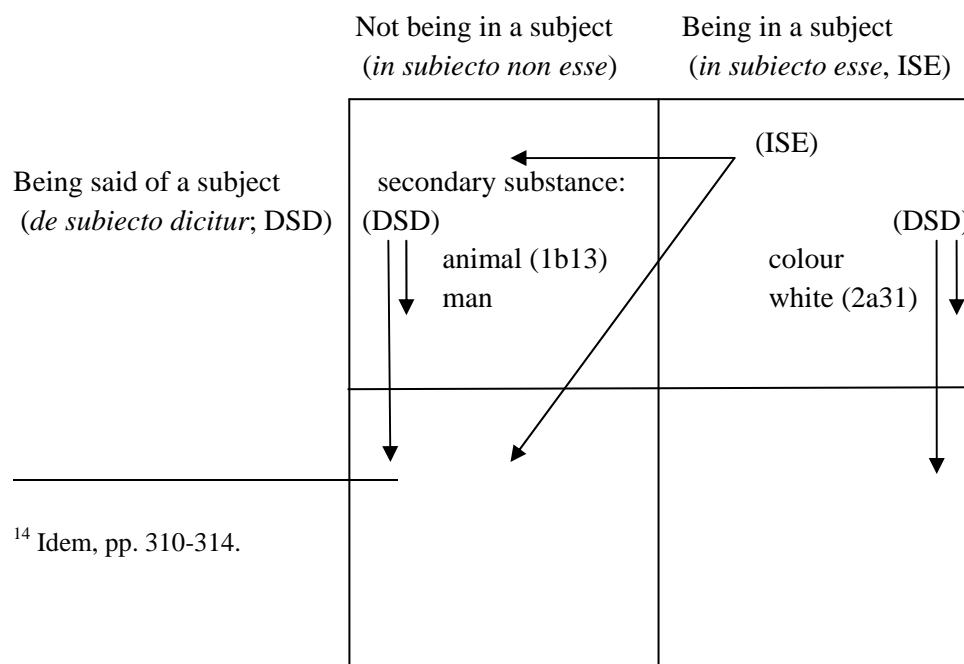 Not being in a subject
(in subiecto non esse)
Being in a subject
(in subiecto esse, ISE)
(ISE)
Being said of a subject
(de subiecto dicitur; DSD)
secondary substance:
(DSD)
animal (1b13)
man
(DSD)
colour
white (2a31)
14 Idem, pp. 310-314.